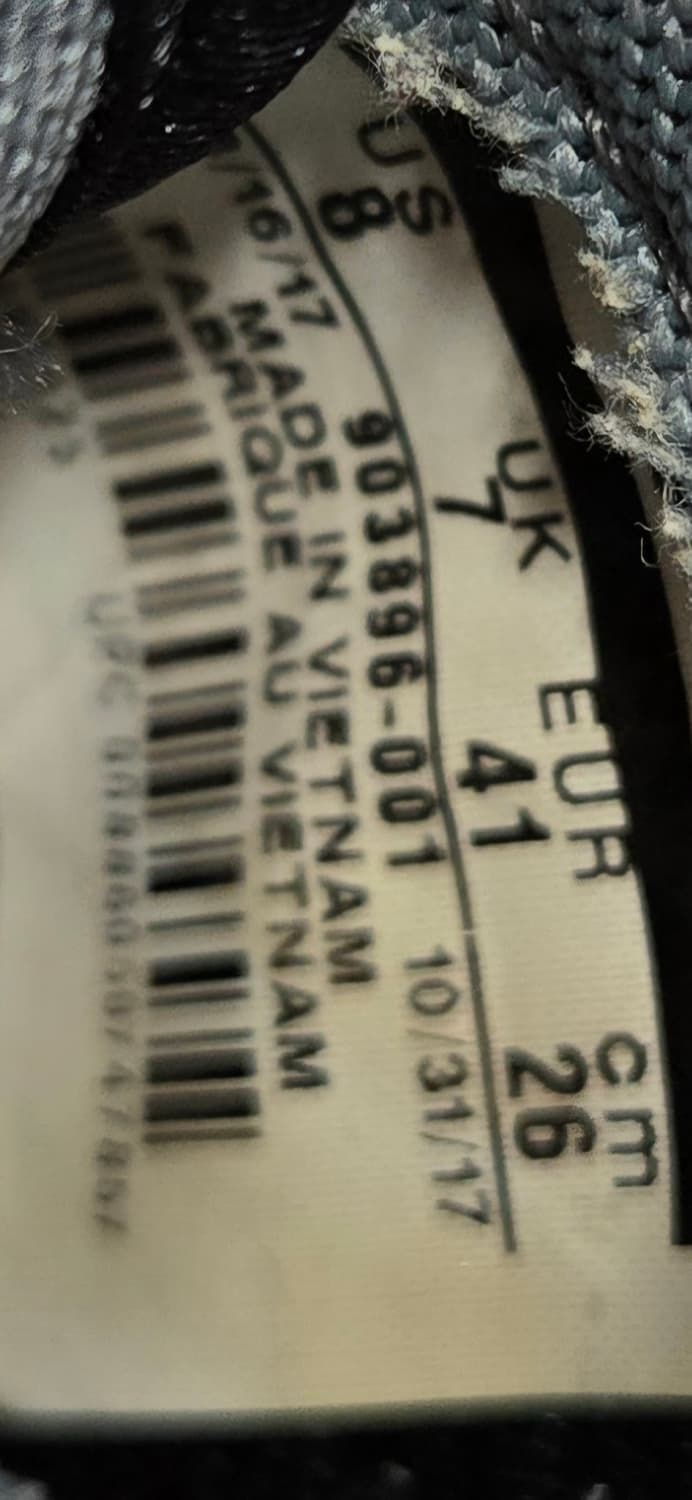 US UK EUR cm
8 7 41 26
903896-001 10/31/17
/16/17
MADE IN VIETNAM
FABRIQUE AU VIETNAM
UPC